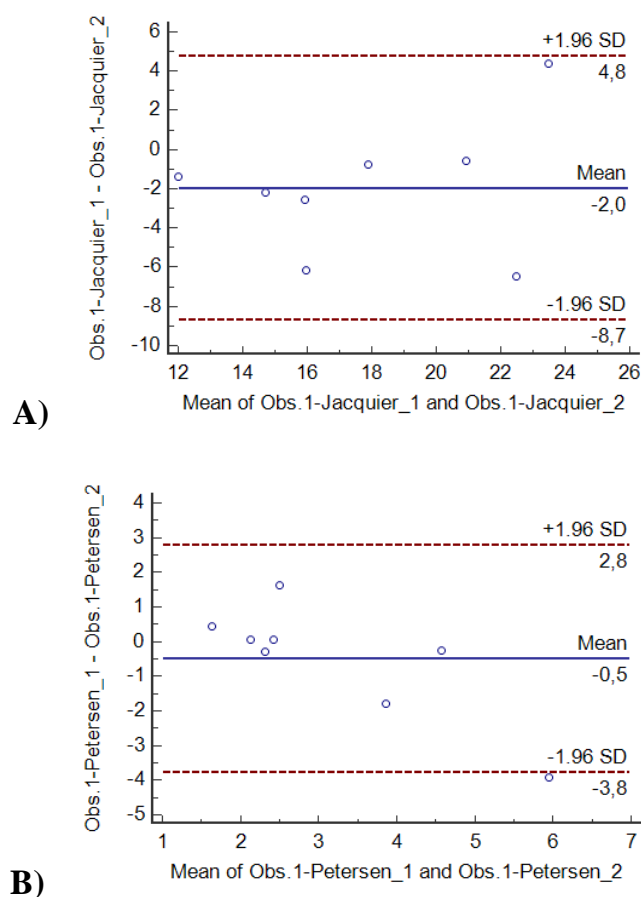 6
4
2
0
-2
-4
-6
-8
-10
Obs.1-Jacquier_1 - Obs.1-Jacquier_2
+1.96 SD
4,8
Mean
-2,0
-1.96 SD
-8,7
12 14 16 18 20 22 24 26
Mean of Obs.1-Jacquier_1 and Obs.1-Jacquier_2
A)
4
3
2
1
0
-1
-2
-3
-4
-5
Obs.1-Petersen_1 - Obs.1-Petersen_2
+1.96 SD
2,8
Mean
-0,5
-1.96 SD
-3,8
1 2 3 4 5 6 7
Mean of Obs.1-Petersen_1 and Obs.1-Petersen_2
B)